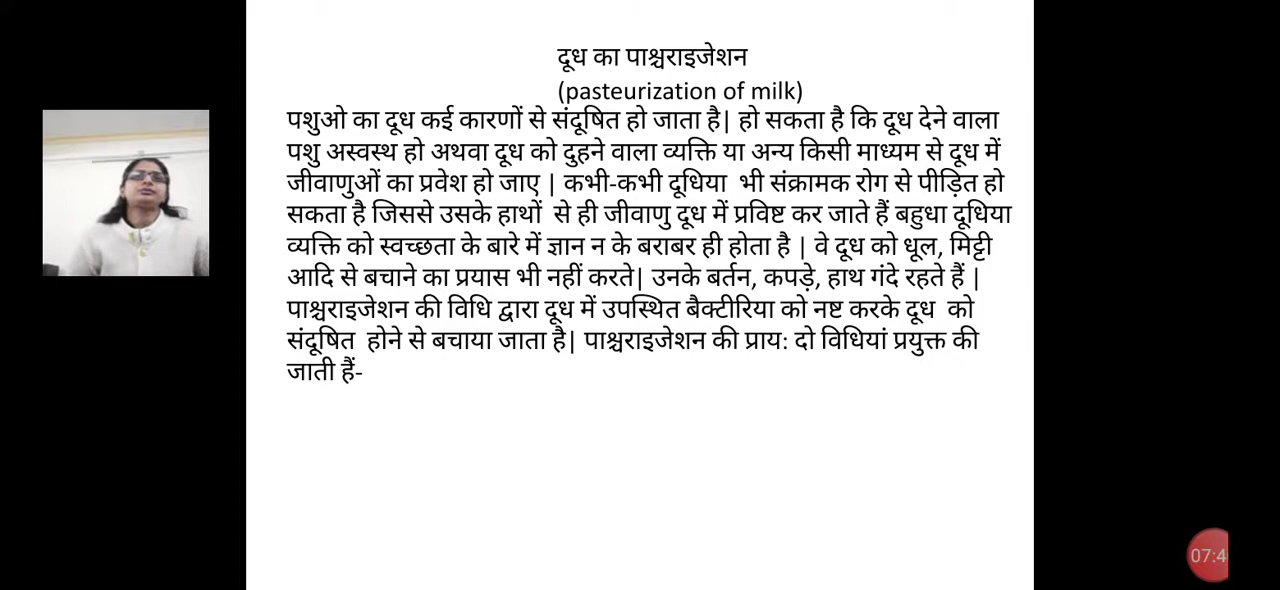 दूध का पाश्चराइजेशन
(pasteurization of milk)
पशुओ का दूध कई कारणों से संदूषित हो जाता है| हो सकता है कि दूध देने वाला
पशु अस्वस्थ हो अथवा दूध को दुहने वाला व्यक्ति या अन्य किसी माध्यम से दूध में
जीवाणुओं का प्रवेश हो जाए | कभी-कभी दूधिया भी संक्रामक रोग से पीड़ित हो
सकता है जिससे उसके हाथों से ही जीवाणु दूध में प्रविष्ट कर जाते हैं बहुधा दूधिया
व्यक्ति को स्वच्छता के बारे में ज्ञान न के बराबर ही होता है | वे दूध को धूल, मिट्टी
आदि से बचाने का प्रयास भी नहीं करते| उनके बर्तन, कपड़े, हाथ गंदे रहते हैं |
पाश्चराइजेशन की विधि द्वारा दूध में उपस्थित बैक्टीरिया को नष्ट करके दूध को
संदूषित होने से बचाया जाता है| पाश्चराइजेशन की प्राय: दो विधियां प्रयुक्त की
जाती हैं-
07:4